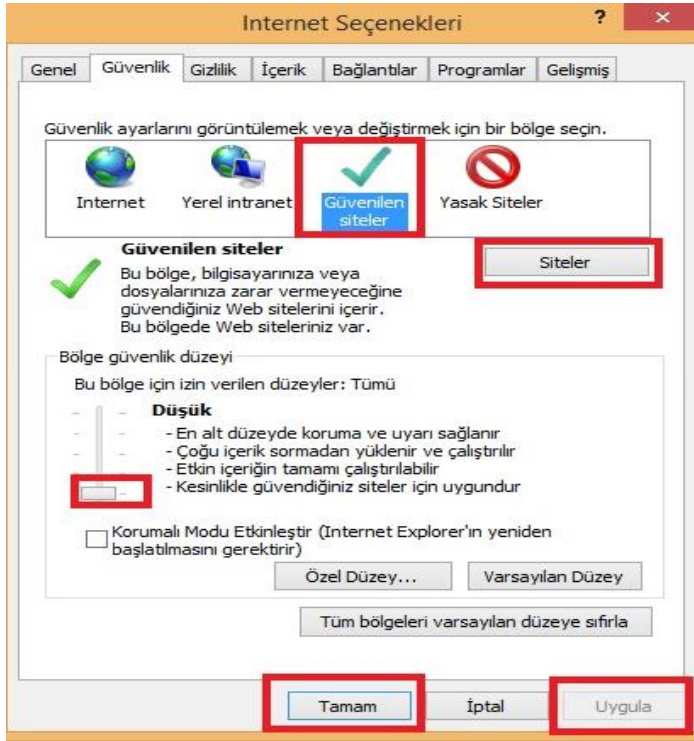 Internet Seçenekleri
?
Genel Güvenlik Gizlilik İçerik Bağlantılar Programlar Gelişmiş
Güvenlik ayarlarını görüntülemek veya değiştirmek için bir bölge seçin.
Internet Yerel intranet Güvenilen siteler Yasak Siteler
Güvenilen siteler
Siteler
Bu bölge, bilgisayarınıza veya
dosyalarınıza zarar vermeyeceğine
güvendiğiniz Web sitelerini içerir.
Bu bölgede Web siteleriniz var.
Bölge güvenlik düzeyi
Bu bölge için izin verilen düzeyler: Tümü
Düşük
- En alt düzeyde koruma ve uyarı sağlanır
- Çoğu içerik sormadan yüklenir ve çalıştırılır
- Etkin içeriğin tamamı çalıştırılabilir
- Kesinlikle güvendiğiniz siteler için uygundur
Korumalı Modu Etkinleştir (Internet Explorer'ın yeniden
başlatılmasını gerektirir)
Özel Düzey... Varsayılan Düzey
Tüm bölgeleri varsayılan düzeye sıfırla
Tamam İptal Uygula